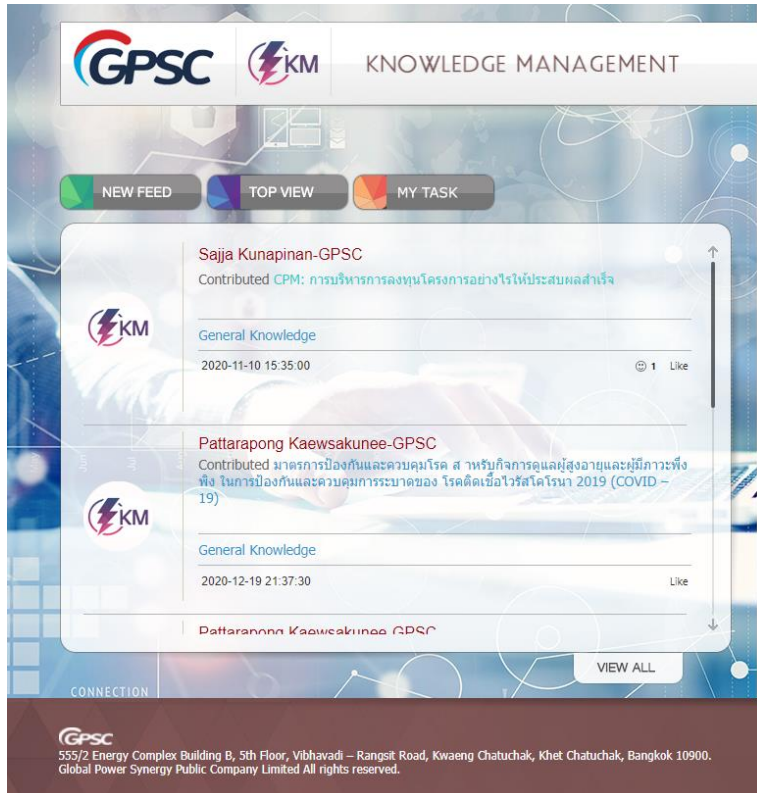 GPSC KM KNOWLEDGE MANAGEMENT
NEW FEED TOP VIEW MY TASK
Sajja Kunapinan-GPSC
Contributed CPM: การบริหารการลงทุนโครงการอย่างไรให้ประสบผลสำเร็จ
KM
General Knowledge
2020-11-10 15:35:00 1 Like
Pattarapong Kaewsakunee-GPSC
Contributed มาตรการป้องกันและควบคุมโรค ส าหรับกิจการดูแลผู้สูงอายุและผู้มีภาวะพึ่ง
พิง ในการป้องกันและควบคุมการระบาดของ โรคติดเชื้อไวรัสโคโรนา 2019 (COVID –
19)
KM
General Knowledge
2020-12-19 21:37:30 Like
Pattarapong Kaewsakunee-GPSC
VIEW ALL
CONNECTION
GPSC
555/2 Energy Complex Building B, 5th Floor, Vibhavadi – Rangsit Road, Kwaeng Chatuchak, Khet Chatuchak, Bangkok 10900.
Global Power Synergy Public Company Limited All rights reserved.